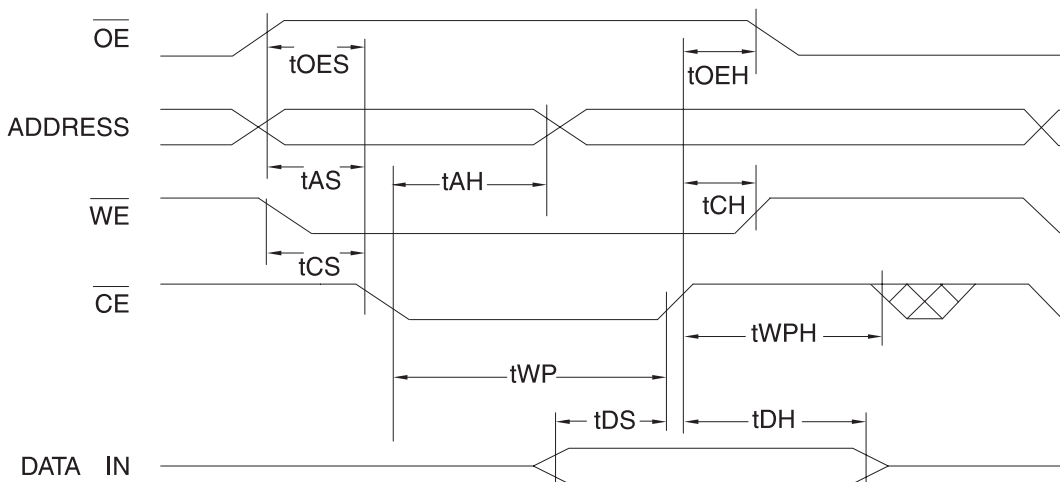 OE
tOES
tOEH
ADDRESS
tAS
tAH
WE
tCH
tCS
CE
tWPH
tWP
tDS
tDH
DATA IN